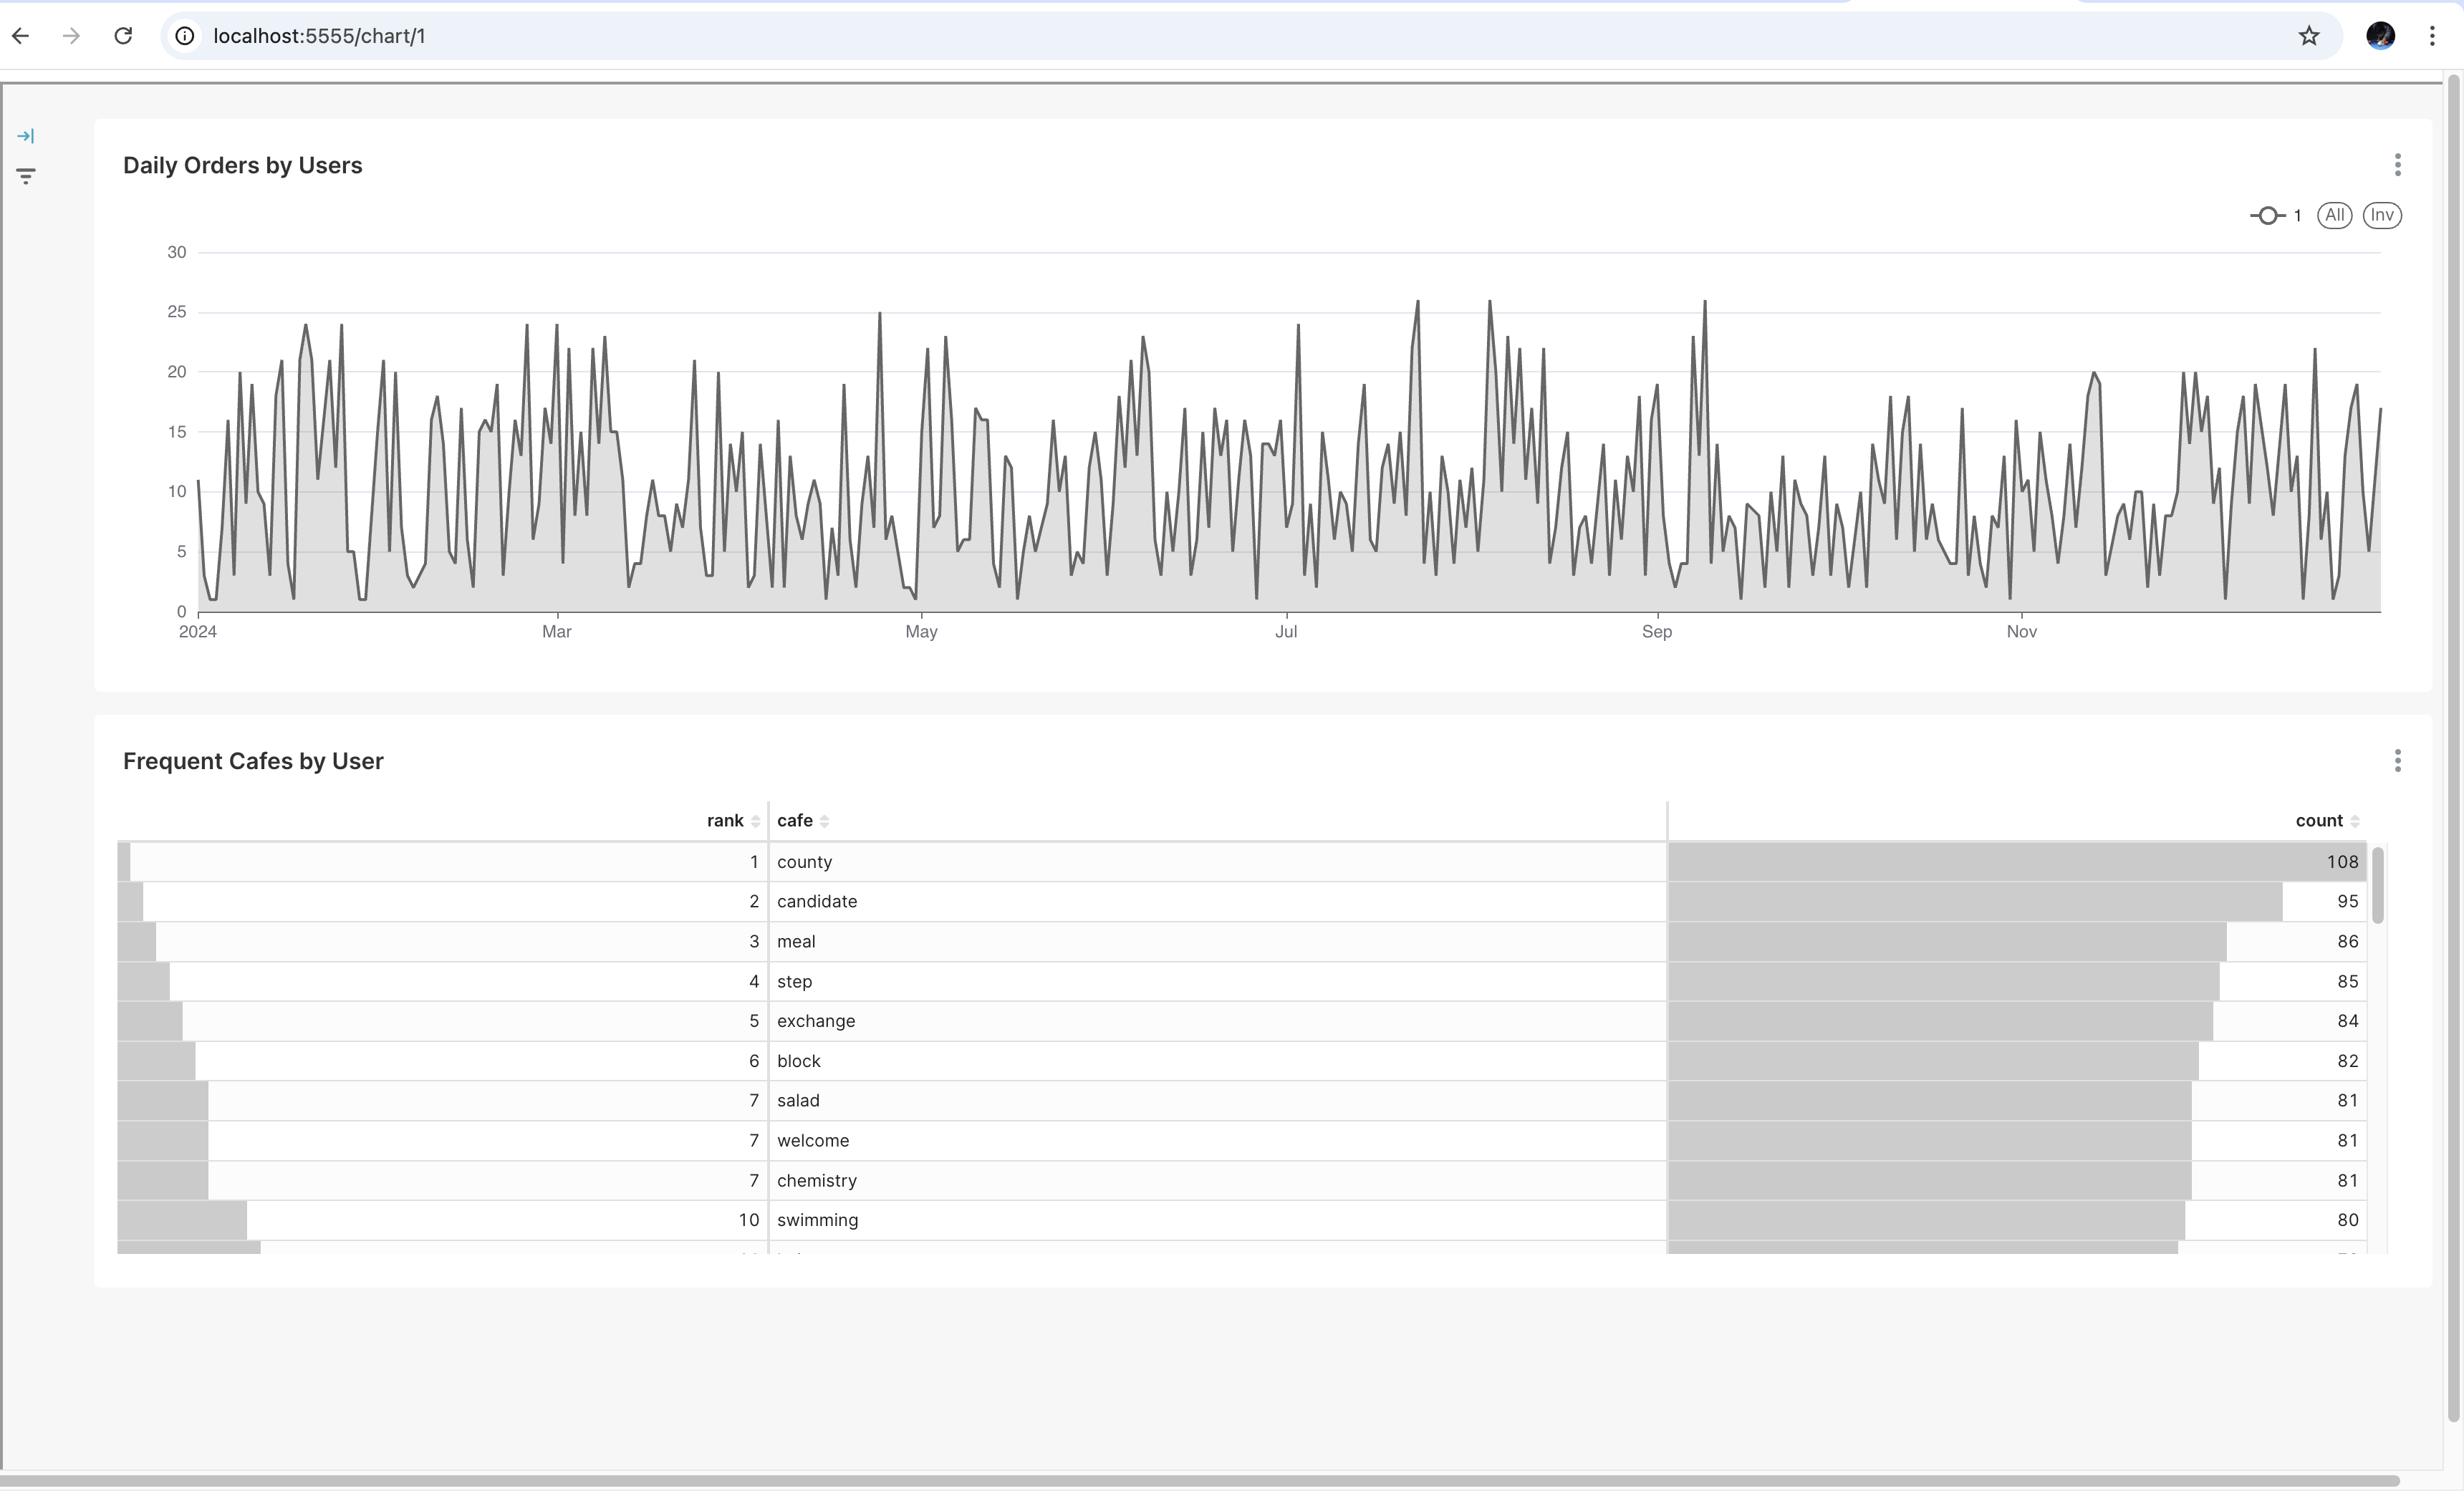 localhost:5555/chart/1
Daily Orders by Users
1 All Inv
30
25
20
15
10
5
0
2024 Mar May Jul Sep Nov
Frequent Cafes by User
rank cafe count
1 county 108
2 candidate 95
3 meal 86
4 step 85
5 exchange 84
6 block 82
7 salad 81
7 welcome 81
7 chemistry 81
10 swimming 80